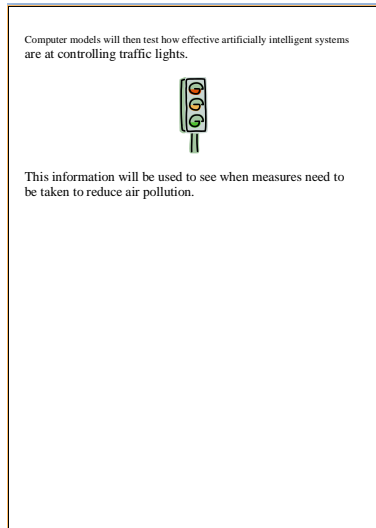 Computer models will then test how effective artificially intelligent systems
are at controlling traffic lights.
This information will be used to see when measures need to
be taken to reduce air pollution.